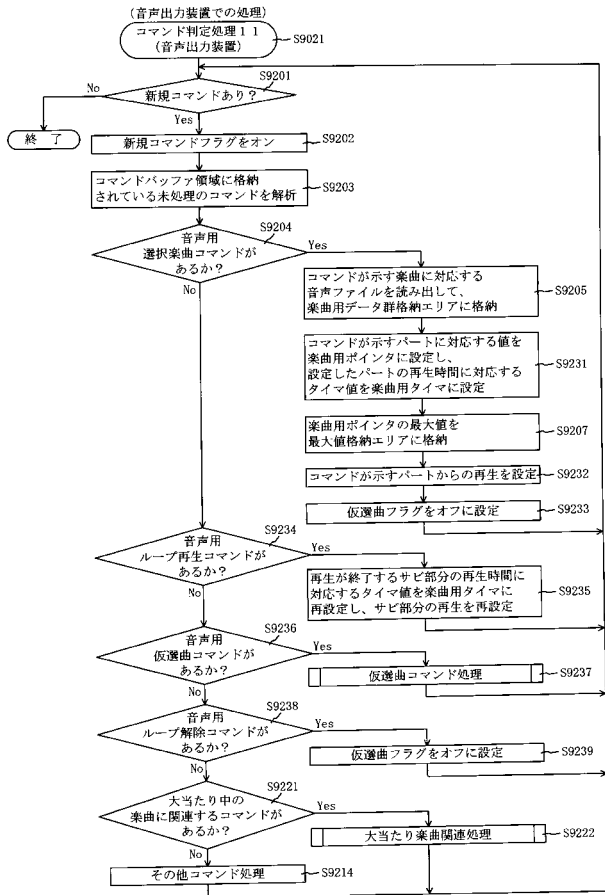 (音声出力装置での処理)
コマンド判定処理１１
(音声出力装置)
S9021
S9201
新規コマンドあり？
No
Yes
終 了
新規コマンドフラグをオン
S9202
コマンドバッファ領域に格納
されている未処理のコマンドを解析
S9203
S9204
音声用
選択楽曲コマンドが
あるか？
Yes
No
コマンドが示す楽曲に対応する
音声ファイルを読み出して、
楽曲用データ群格納エリアに格納
S9205
コマンドが示すパートに対応する値を
楽曲用ポインタに設定し、
設定したパートの再生時間に対応する
タイマ値を楽曲用タイマに設定
S9231
楽曲用ポインタの最大値を
最大値格納エリアに格納
S9207
コマンドが示すパートからの再生を設定
S9232
仮選曲フラグをオフに設定
S9233
S9234
音声用
ループ再生コマンドが
あるか？
Yes
No
再生が終了するサビ部分の再生時間に
対応するタイマ値を楽曲用タイマに
再設定し、サビ部分の再生を再設定
S9235
S9236
音声用
仮選曲コマンドが
あるか？
Yes
No
仮選曲コマンド処理
S9237
S9238
音声用
ループ解除コマンドが
あるか？
Yes
No
仮選曲フラグをオフに設定
S9239
S9221
大当たり中の
楽曲に関連するコマンドが
あるか？
Yes
No
大当たり楽曲関連処理
S9222
その他コマンド処理
S9214